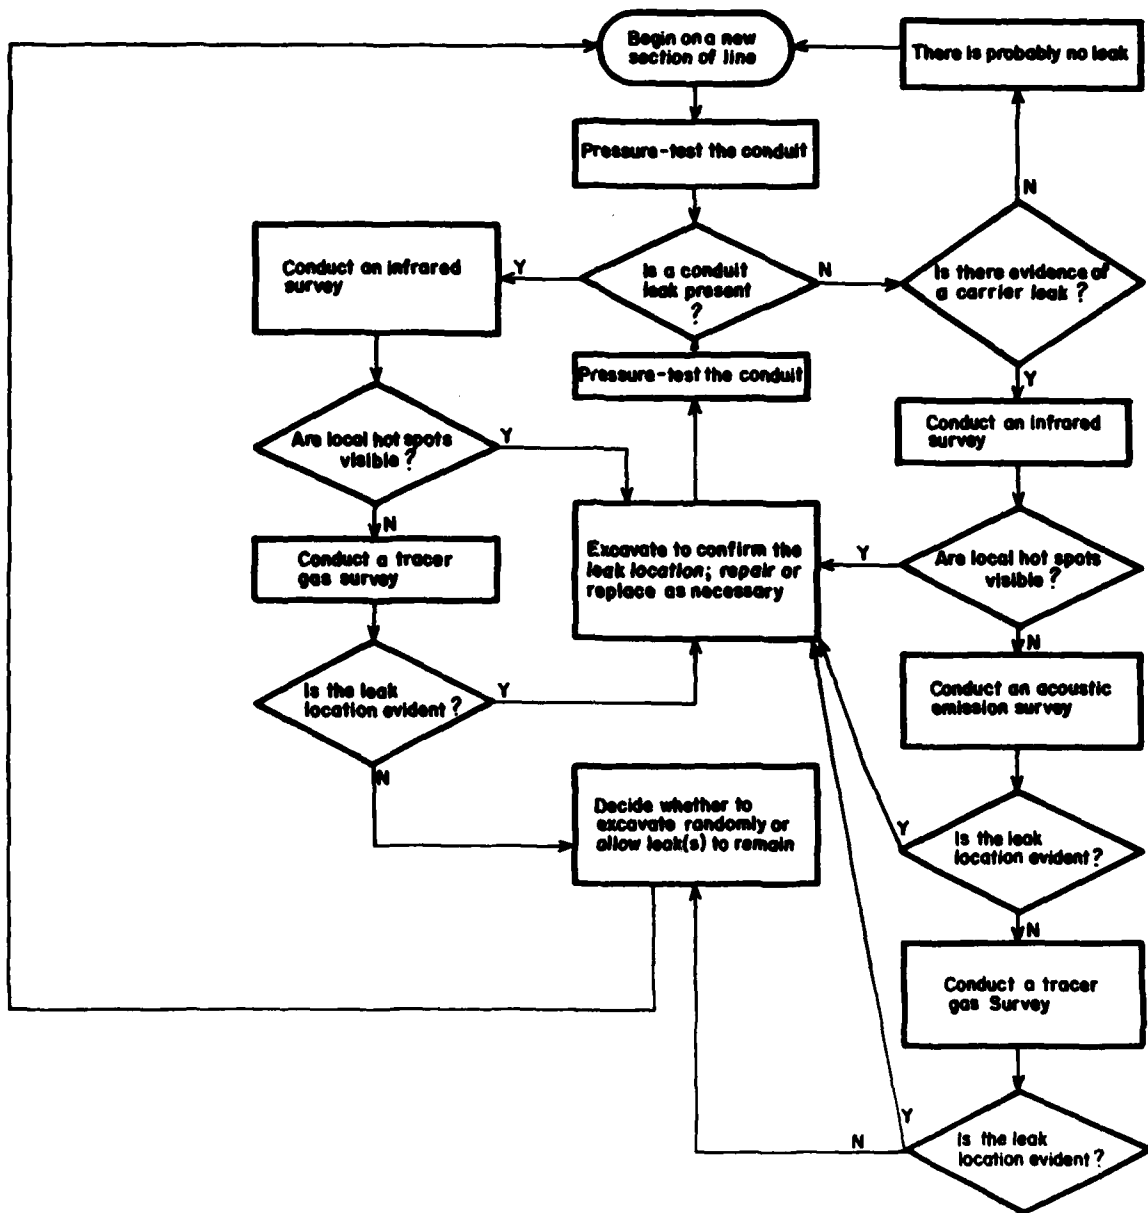 Begin on a new
section of line
There is probably no leak
Pressure-test the conduit
N
Conduct an infrared
survey
Y
Is a conduit
leak present
?
N
Is there evidence of
a carrier leak ?
Y
Pressure-test the conduit
Conduct an infrared
survey
Are local hot spots
visible ?
Y
N
Conduct a tracer
gas survey
Excavate to confirm the
leak location; repair or
replace as necessary
Y
Are local hot spots
visible ?
N
Is the leak
location evident ?
Y
N
Conduct an acoustic
emission survey
Decide whether to
excavate randomly or
allow leak(s) to remain
Y
Is the leak
location evident ?
N
Conduct a tracer
gas Survey
Y
N
Is the leak
location evident ?